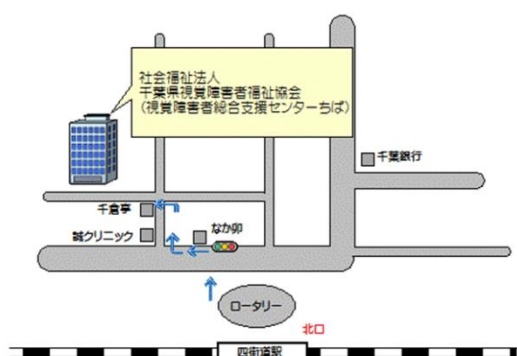 社会福祉法人
千葉県視覚障害者福祉協会
(視覚障害者総合支援センターちば)
千葉銀行
千倉亭
なか卯
誠クリニック
ロータリー
北口
四街道駅